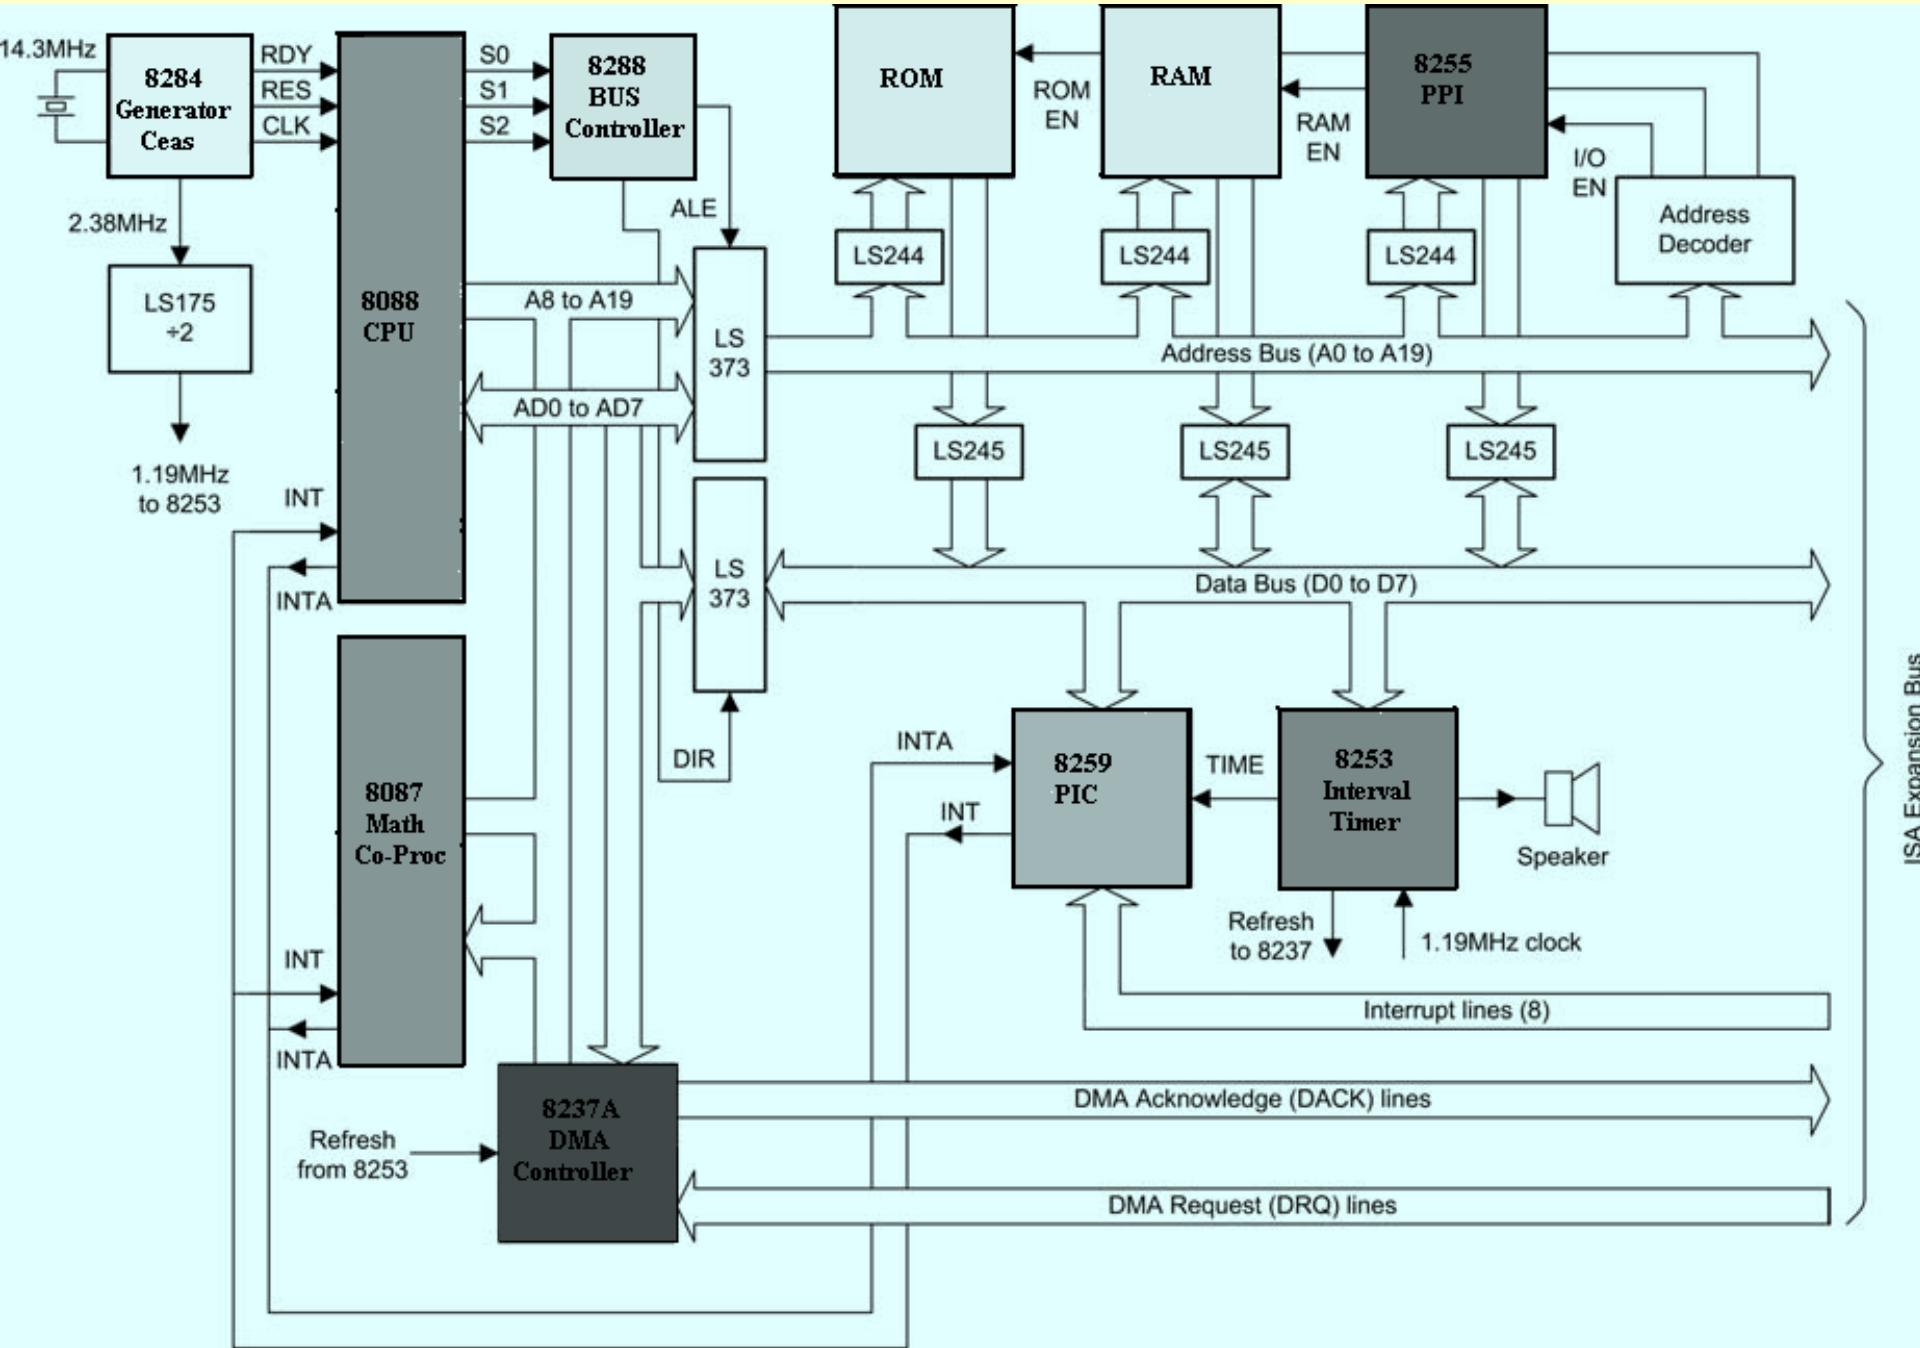 14.3MHz
8284
Generator
Ceas
RDY
RES
CLK
2.38MHz
LS175
÷2
1.19MHz
to 8253
8088
CPU
S0
S1
S2
8288
BUS
Controller
ALE
A8 to A19
AD0 to AD7
LS
373
LS
373
DIR
ROM
ROM
EN
RAM
RAM
EN
8255
PPI
I/O
EN
Address
Decoder
LS244
LS244
LS244
Address Bus (A0 to A19)
LS245
LS245
LS245
Data Bus (D0 to D7)
INT
INTA
8087
Math
Co-Proc
INT
INTA
INTA
INT
8259
PIC
TIME
8253
Interval
Timer
Speaker
Refresh
to 8237
1.19MHz clock
Interrupt lines (8)
8237A
DMA
Controller
Refresh
from 8253
DMA Acknowledge (DACK) lines
DMA Request (DRQ) lines
ISA Expansion Bus